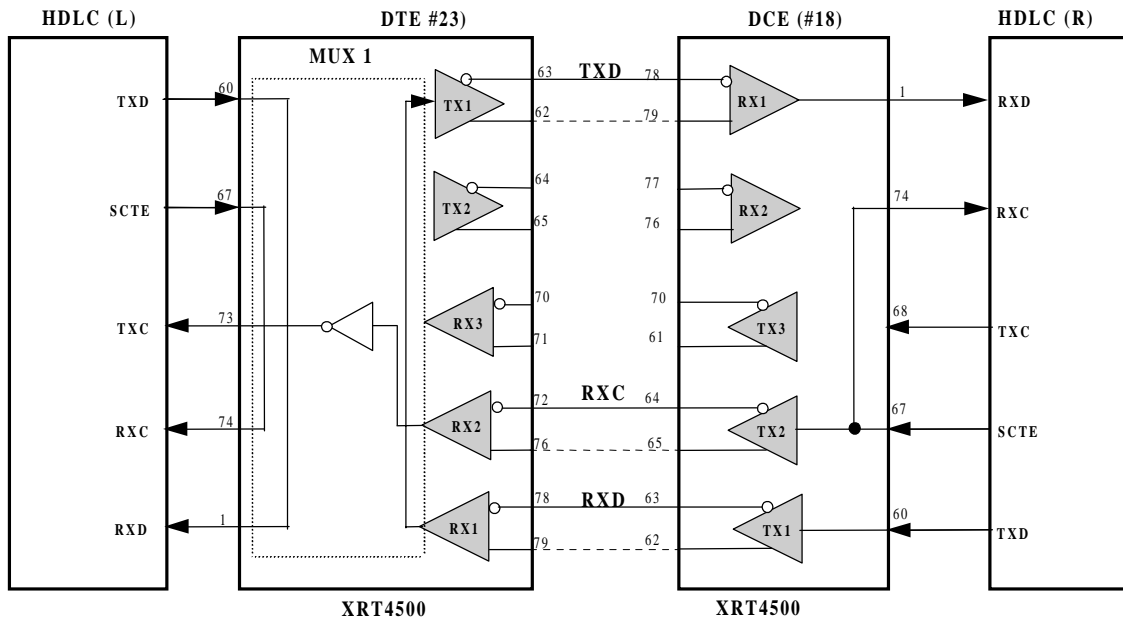 HDLC (L) DTE #23) DCE (#18) HDLC (R)
MUX 1
63 TXD 78
60
TXD TX1 RX1 1 RXD
62 79
64 77
67 74
SCTE TX2 RX2 RXC
65 76
70 70
73 RX3 TX3 68
TXC TXC
71 61
72 RXC 64
74 RX2 TX2 67
RXC SCTE
76 65
78 RXD 63
1 RX1 TX1 60
RXD TXD
79 62
XRT4500 XRT4500